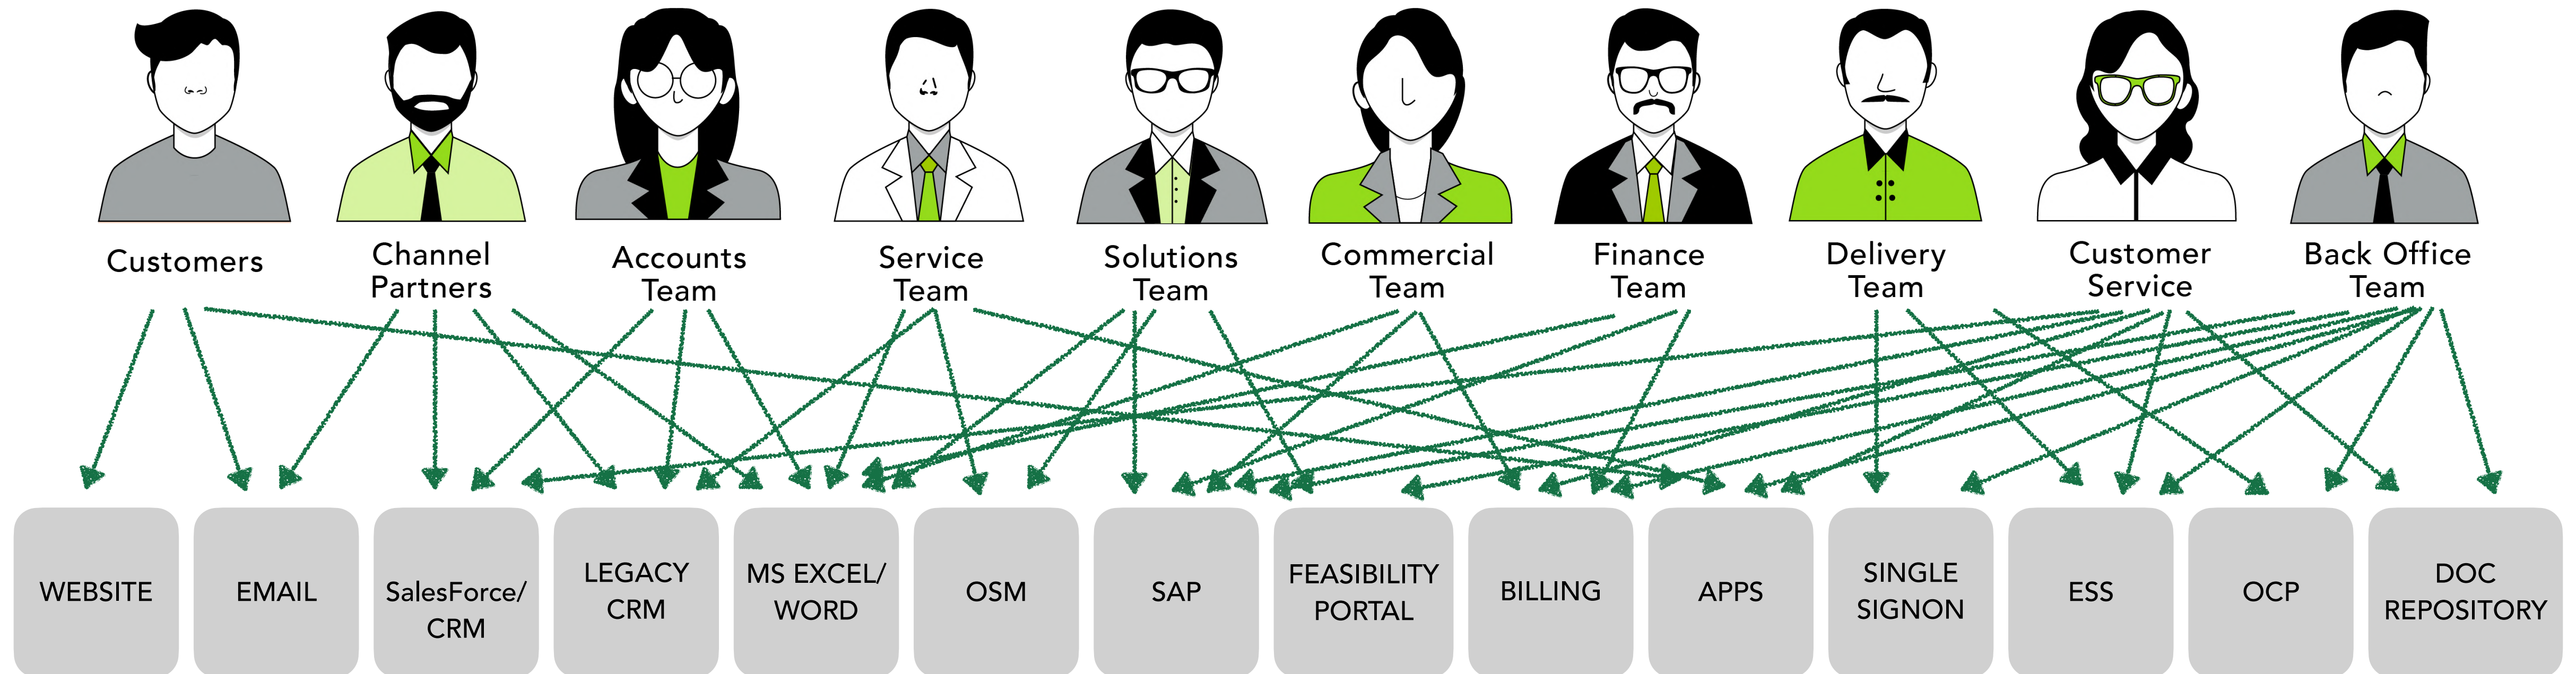 Customers
Channel
Partners
Accounts
Team
Service
Team
Solutions
Team
Commercial
Team
Finance
Team
Delivery
Team
Customer
Service
Back Office
Team
WEBSITE
EMAIL
SalesForce/
CRM
LEGACY
CRM
MS EXCEL/
WORD
OSM
SAP
FEASIBILITY
PORTAL
BILLING
APPS
SINGLE
SIGNON
ESS
OCP
DOC
REPOSITORY